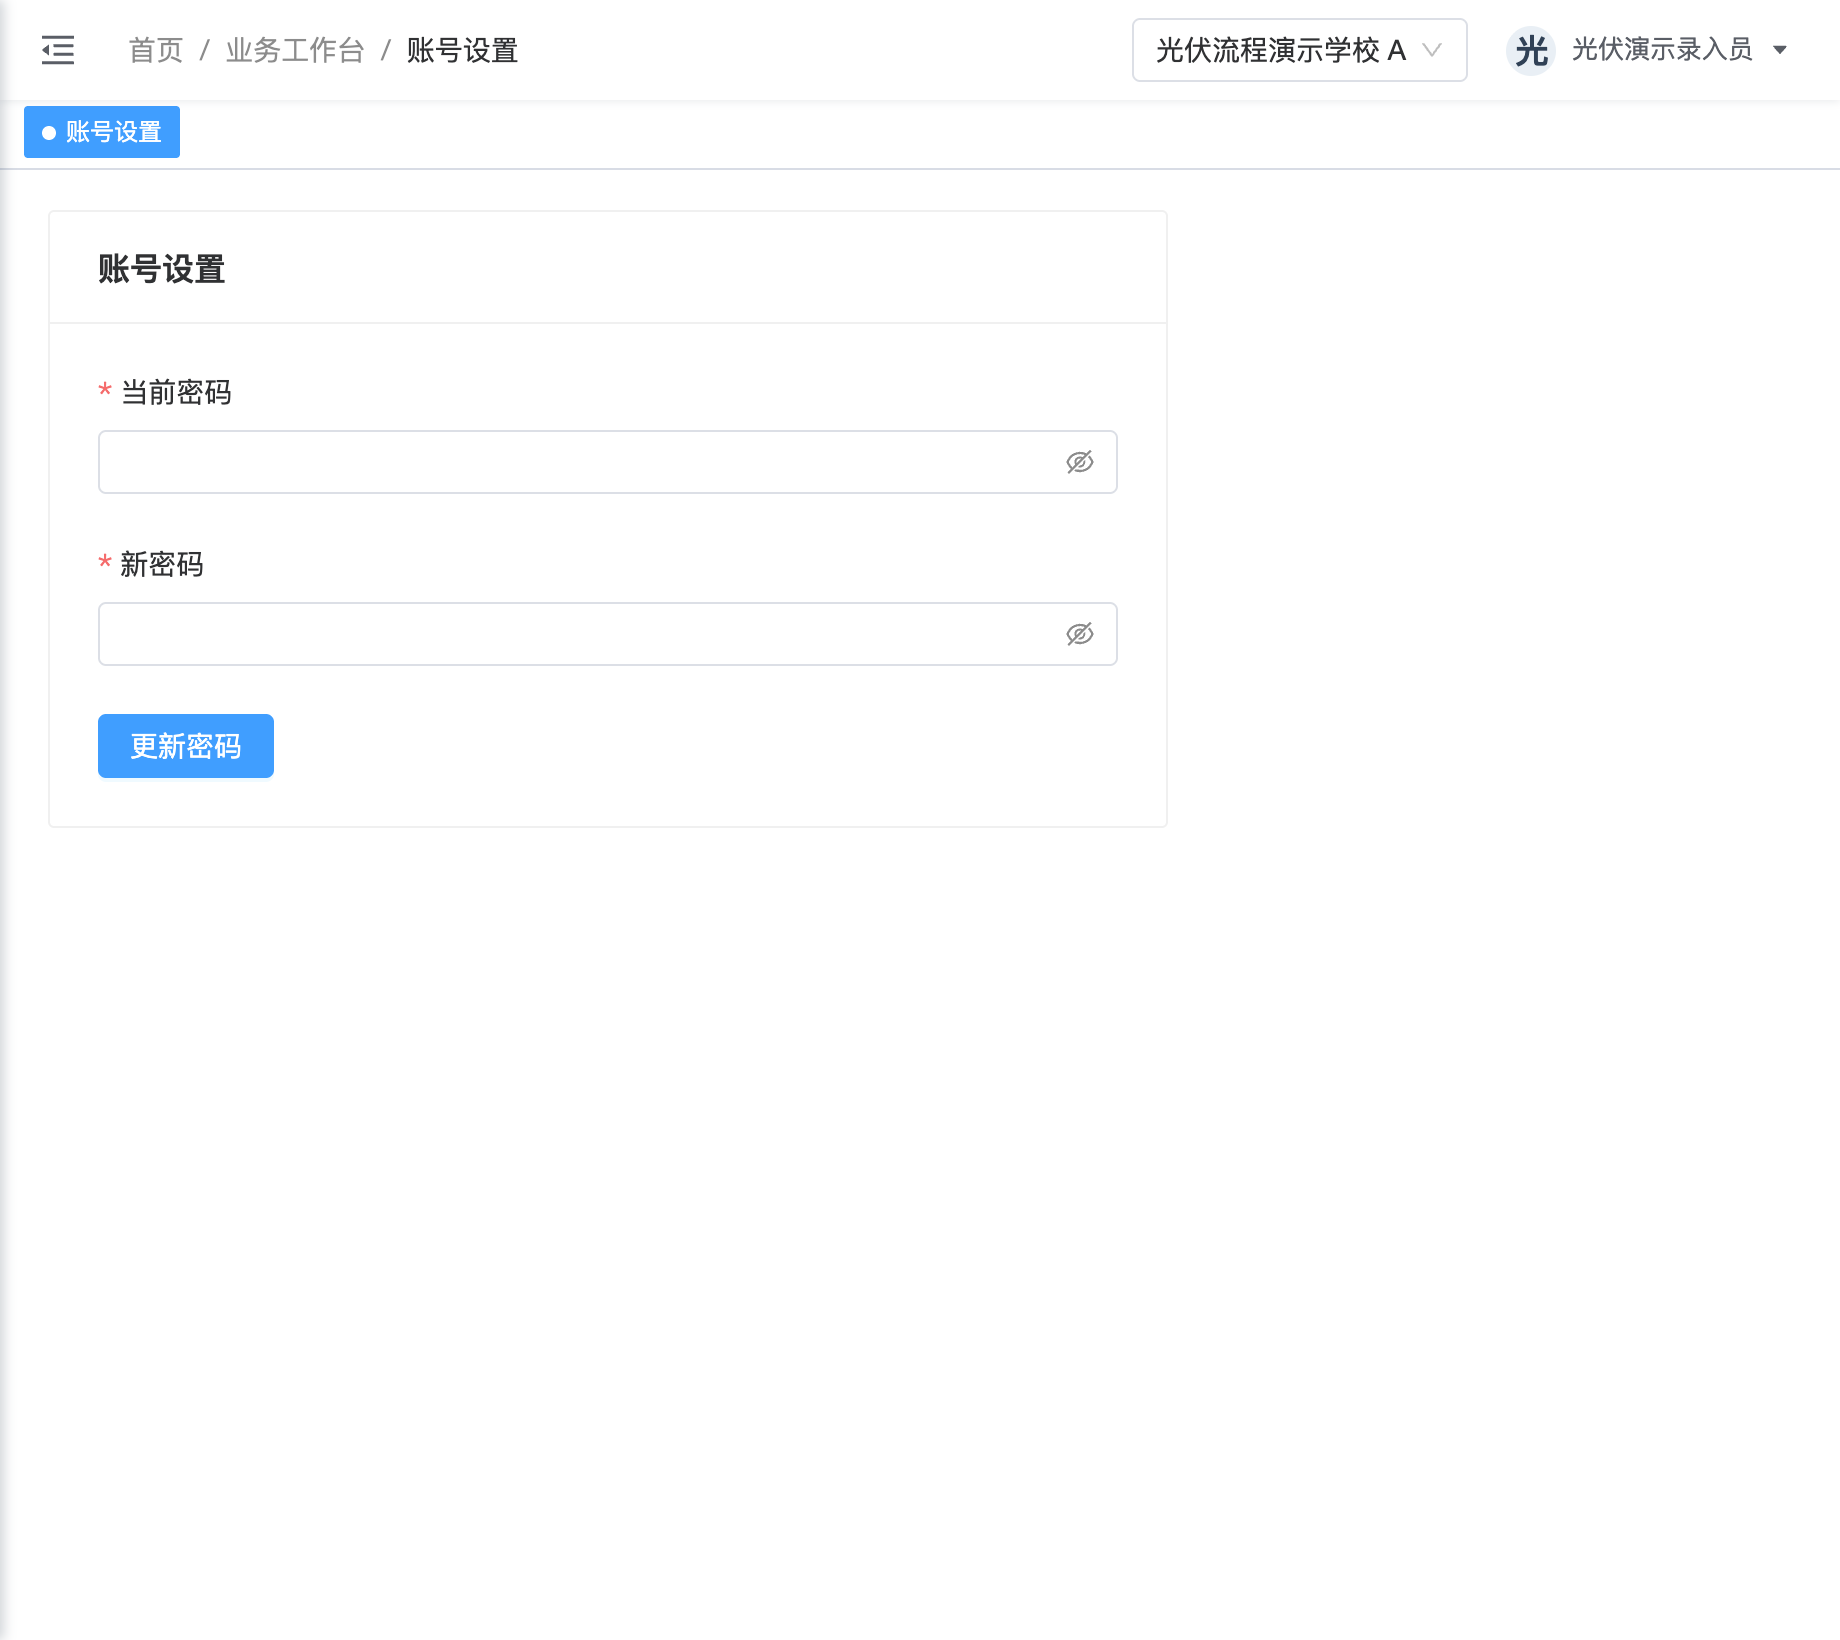 首页 / 业务工作台 / 账号设置
光伏流程演示学校 A
光 光伏演示录入员
账号设置
账号设置
* 当前密码
* 新密码
更新密码